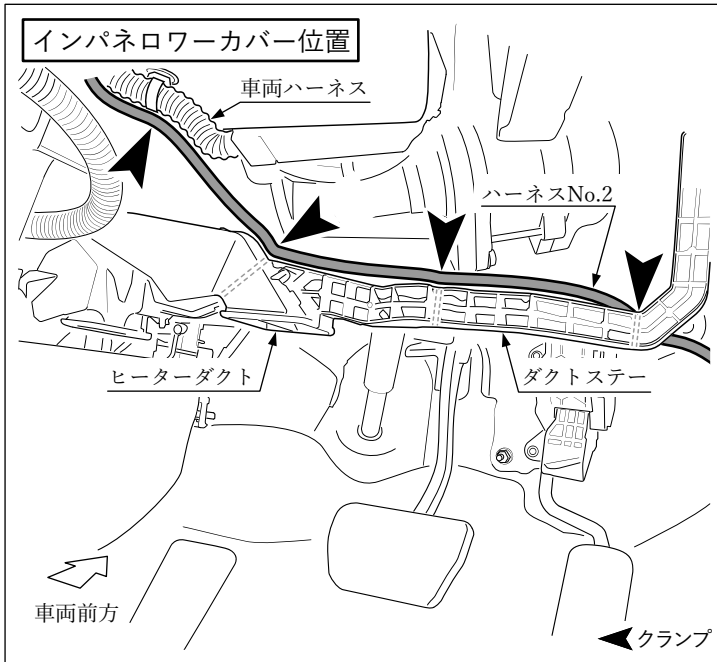 インパネロワーカバー位置
車両ハーネス
ハーネスNo.2
ヒーターダクト
ダクトステー
車両前方
クランプ